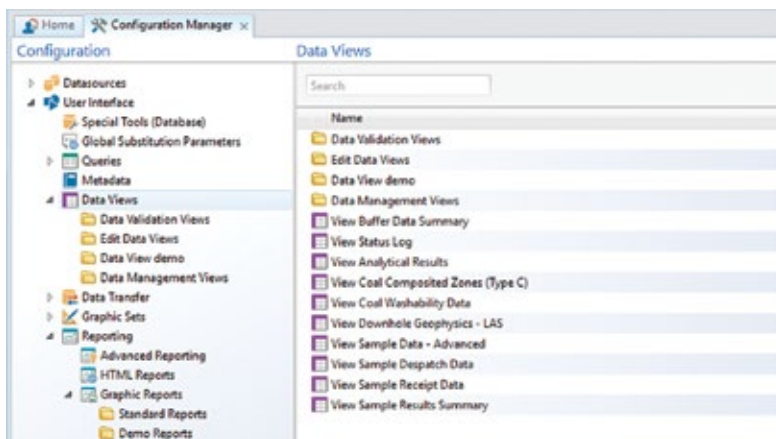 Home
Configuration Manager
Configuration
Datasources
User Interface
Special Tools (Database)
Global Substitution Parameters
Queries
Metadata
Data Views
Data Validation Views
Edit Data Views
Data View demo
Data Management Views
Data Transfer
Graphic Sets
Reporting
Advanced Reporting
HTML Reports
Graphic Reports
Standard Reports
Demo Reports
Data Views
Search
Name
Data Validation Views
Edit Data Views
Data View demo
Data Management Views
View Buffer Data Summary
View Status Log
View Analytical Results
View Coal Composited Zones (Type C)
View Coal Washability Data
View Downhole Geophysics - LAS
View Sample Data - Advanced
View Sample Despatch Data
View Sample Receipt Data
View Sample Results Summary